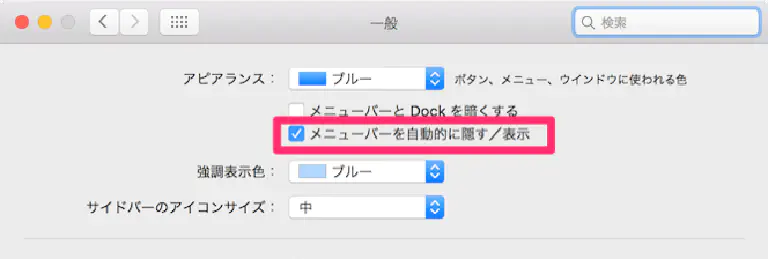 一般
検索
アピアランス： ブルー ボタン、メニュー、ウインドウに使われる色
メニューバーと Dock を暗くする
メニューバーを自動的に隠す／表示
強調表示色： ブルー
サイドバーのアイコンサイズ： 中